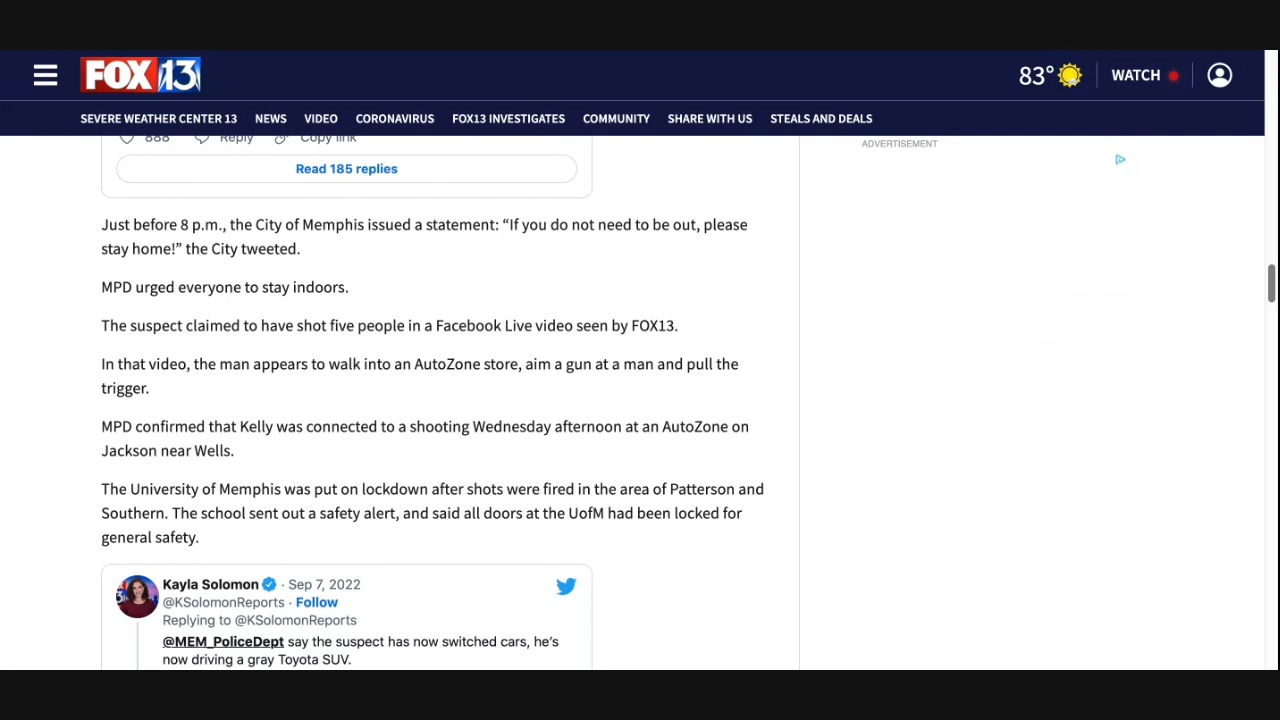 FOX 13
83°
WATCH
SEVERE WEATHER CENTER 13 NEWS VIDEO CORONAVIRUS FOX13 INVESTIGATES COMMUNITY SHARE WITH US STEALS AND DEALS
888 Reply Copy link
ADVERTISEMENT
Read 185 replies
Just before 8 p.m., the City of Memphis issued a statement: “If you do not need to be out, please
stay home!” the City tweeted.
MPD urged everyone to stay indoors.
The suspect claimed to have shot five people in a Facebook Live video seen by FOX13.
In that video, the man appears to walk into an AutoZone store, aim a gun at a man and pull the
trigger.
MPD confirmed that Kelly was connected to a shooting Wednesday afternoon at an AutoZone on
Jackson near Wells.
The University of Memphis was put on lockdown after shots were fired in the area of Patterson and
Southern. The school sent out a safety alert, and said all doors at the UofM had been locked for
general safety.
Kayla Solomon · Sep 7, 2022
@KSolomonReports · Follow
Replying to @KSolomonReports
@MEM_PoliceDept say the suspect has now switched cars, he’s
now driving a gray Toyota SUV.